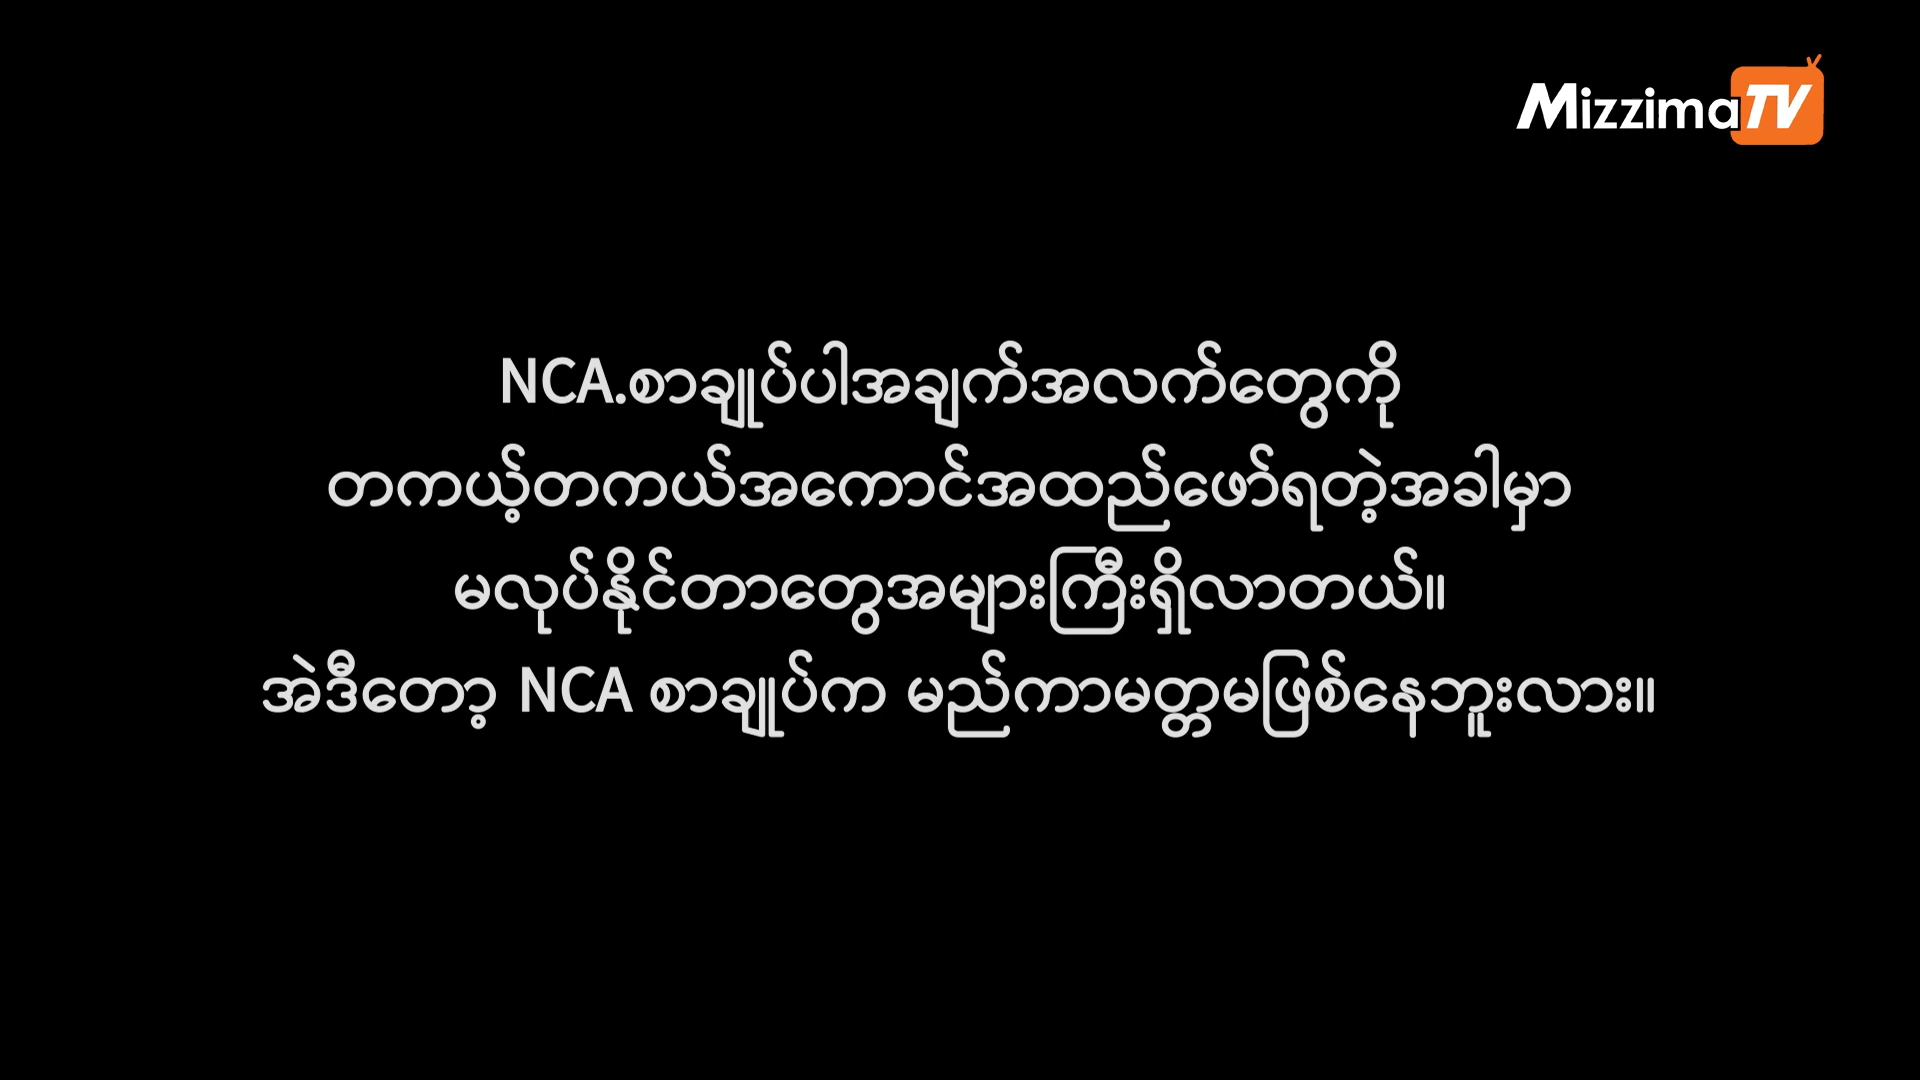 Mizzima TV
NCA.စာချုပ်ပါအချက်အလက်တွေကို
တကယ့်တကယ်အကောင်အထည်ဖော်ရတဲ့အခါမှာ
မလုပ်နိုင်တာတွေအများကြီးရှိလာတယ်။
အဲဒီတော့ NCA စာချုပ်က မည်ကာမတ္တမဖြစ်နေဘူးလား။